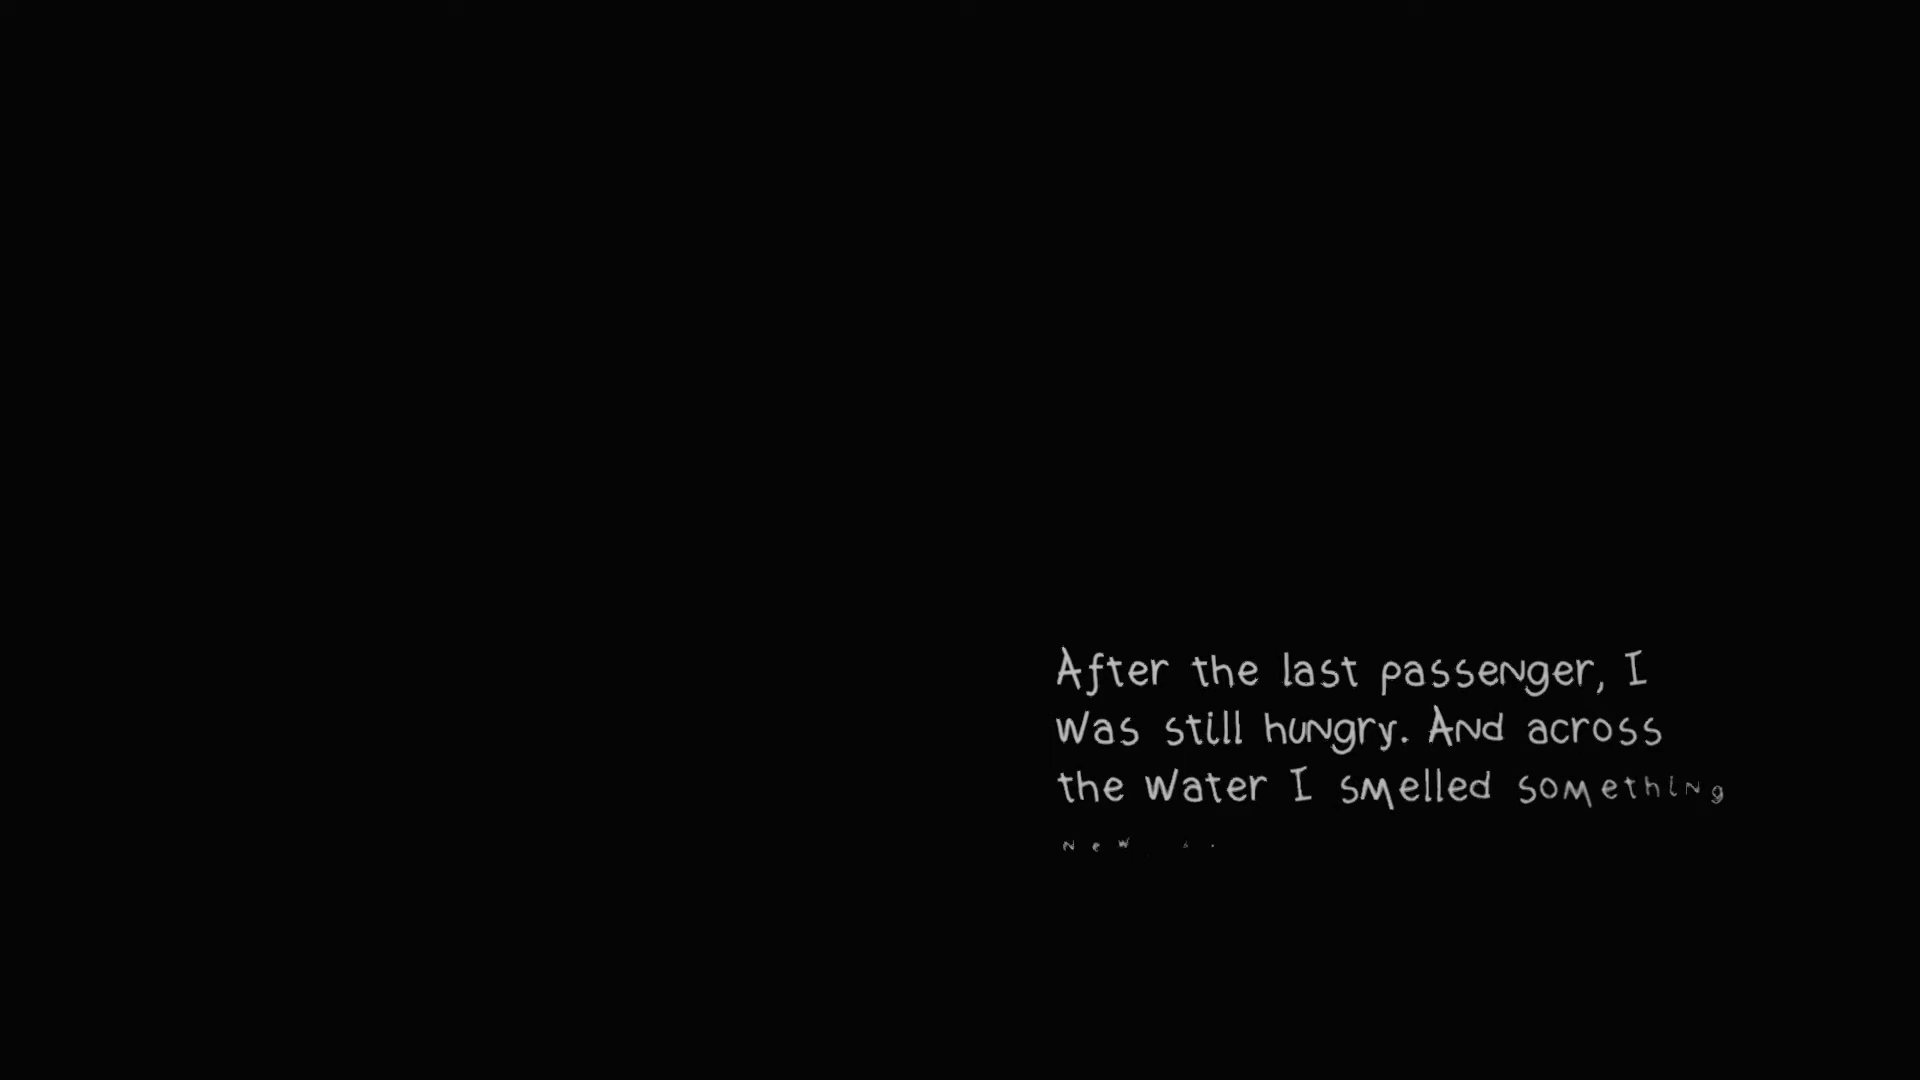 After the last passenger, I
was still hungry. And across
the water I smelled something
new